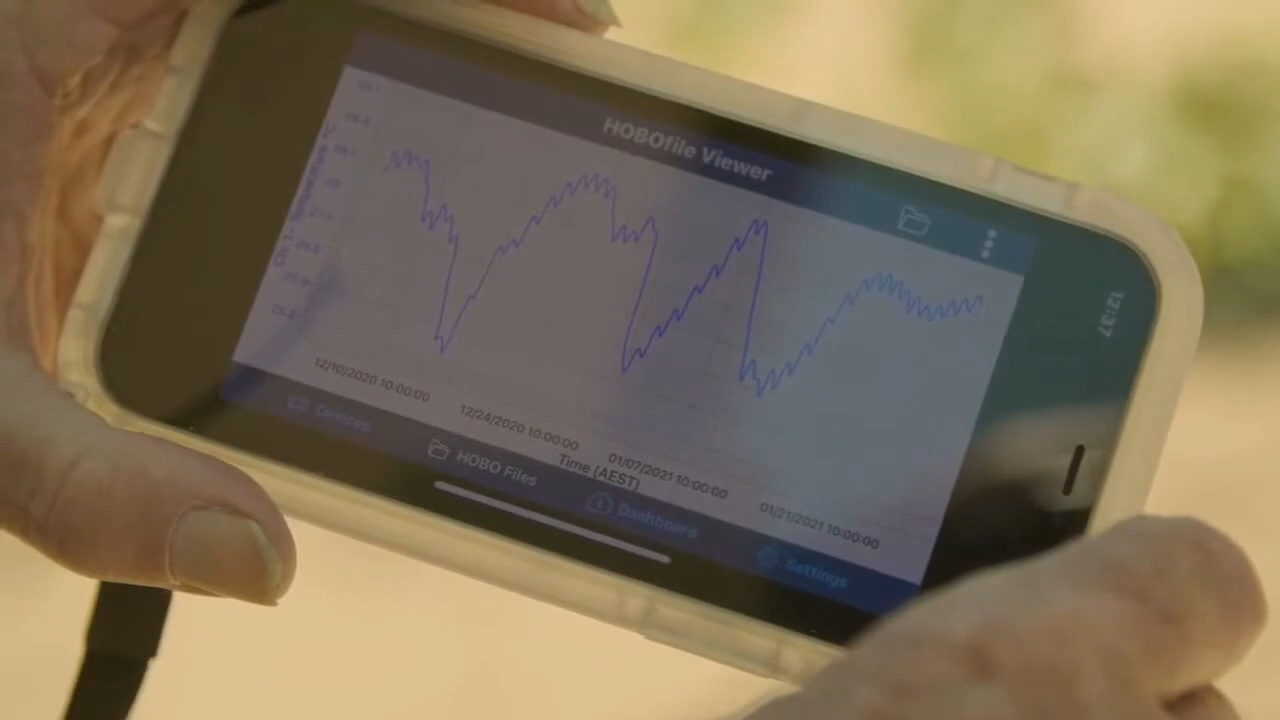 HOBOfile Viewer
12:37
12/10/2020 10:00:00
12/24/2020 10:00:00
01/07/2021 10:00:00
01/21/2021 10:00:00
Time (AEST)
Devices
HOBO Files
Dashboard
Settings